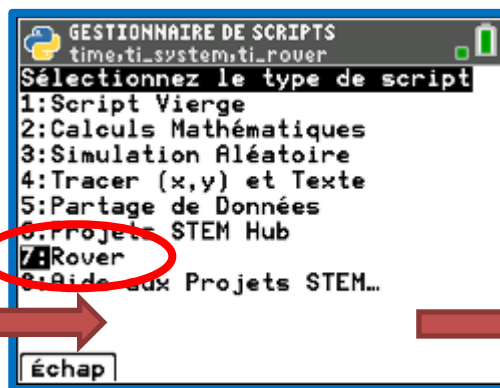 GESTIONNAIRE DE SCRIPTS
time,ti_system,ti_rover
Sélectionnez le type de script
1:Script Vierge
2:Calculs Mathématiques
3:Simulation Aléatoire
4:Tracer (x,y) et Texte
5:Partage de Données
6:Projets STEM Hub
7:Rover
8:Aide aux Projets STEM…
Échap